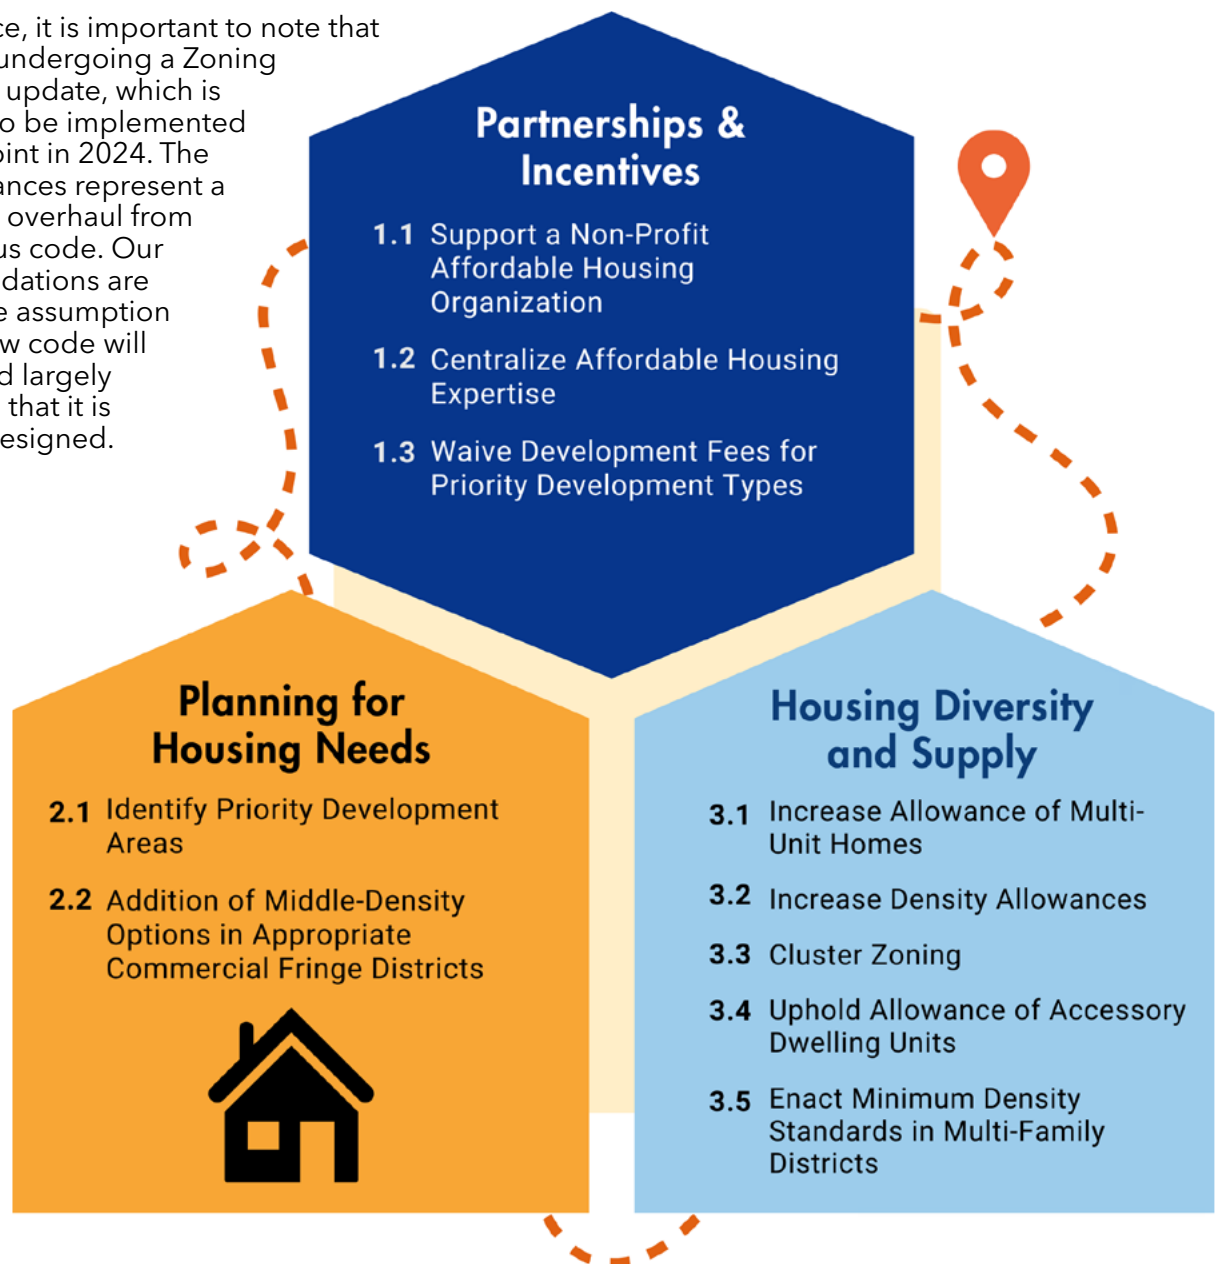 ce, it is important to note that
undergoing a Zoning
update, which is
o be implemented
oint in 2024. The
ances represent a
overhaul from
us code. Our
dations are
e assumption
w code will
d largely
that it is
esigned.
Partnerships &
Incentives
1.1 Support a Non-Profit
Affordable Housing
Organization
1.2 Centralize Affordable Housing
Expertise
1.3 Waive Development Fees for
Priority Development Types
Planning for
Housing Needs
2.1 Identify Priority Development
Areas
2.2 Addition of Middle-Density
Options in Appropriate
Commercial Fringe Districts
Housing Diversity
and Supply
3.1 Increase Allowance of Multi-
Unit Homes
3.2 Increase Density Allowances
3.3 Cluster Zoning
3.4 Uphold Allowance of Accessory
Dwelling Units
3.5 Enact Minimum Density
Standards in Multi-Family
Districts